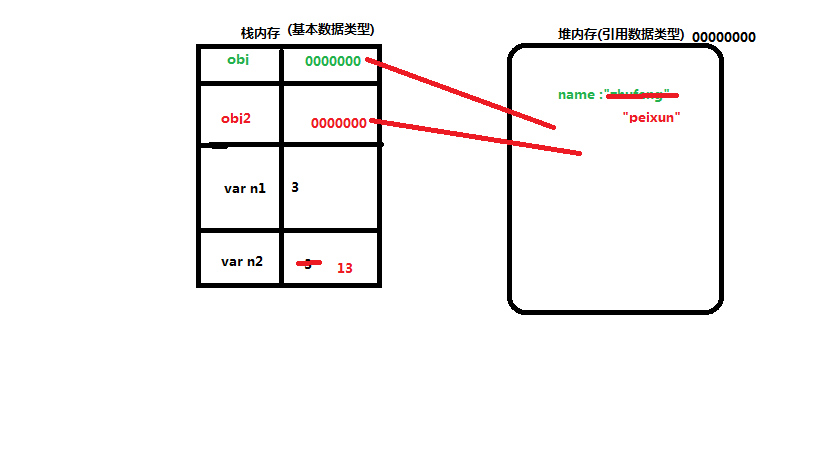 栈内存 (基本数据类型)
堆内存(引用数据类型) 00000000
obj 0000000
name :"zhufeng"
"peixun"
obj2 0000000
var n1 3
var n2 3 13